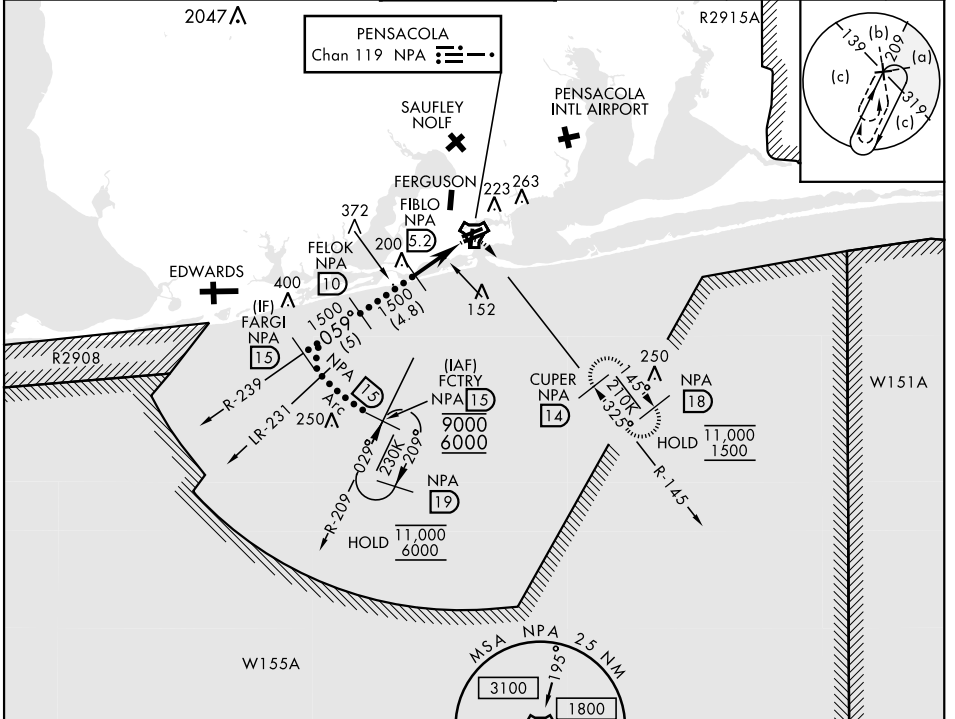 2047
R2915A
PENSACOLA
Chan 119 NPA
139
(b)
209
(a)
(c)
319
(c)
SAUFLEY
NOLF
PENSACOLA
INTL AIRPORT
FERGUSON
FIBLO
NPA
5.2
223
263
372
200
FELOK
NPA
10
EDWARDS
400
(IF)
FARGI
NPA
15
1500
059°
(5)
1500
(4.8)
152
R2908
R-239
LR-231
NPA
15
Arc
250
(IAF)
FCTRY
NPA 15
9000
6000
029°
230K
209°
R-209
NPA
19
HOLD
11,000
6000
CUPER
NPA
14
145°
210K
325°
250
NPA
18
HOLD
11,000
1500
R-145
W151A
W155A
MSA NPA 25 NM
195°
3100
1800